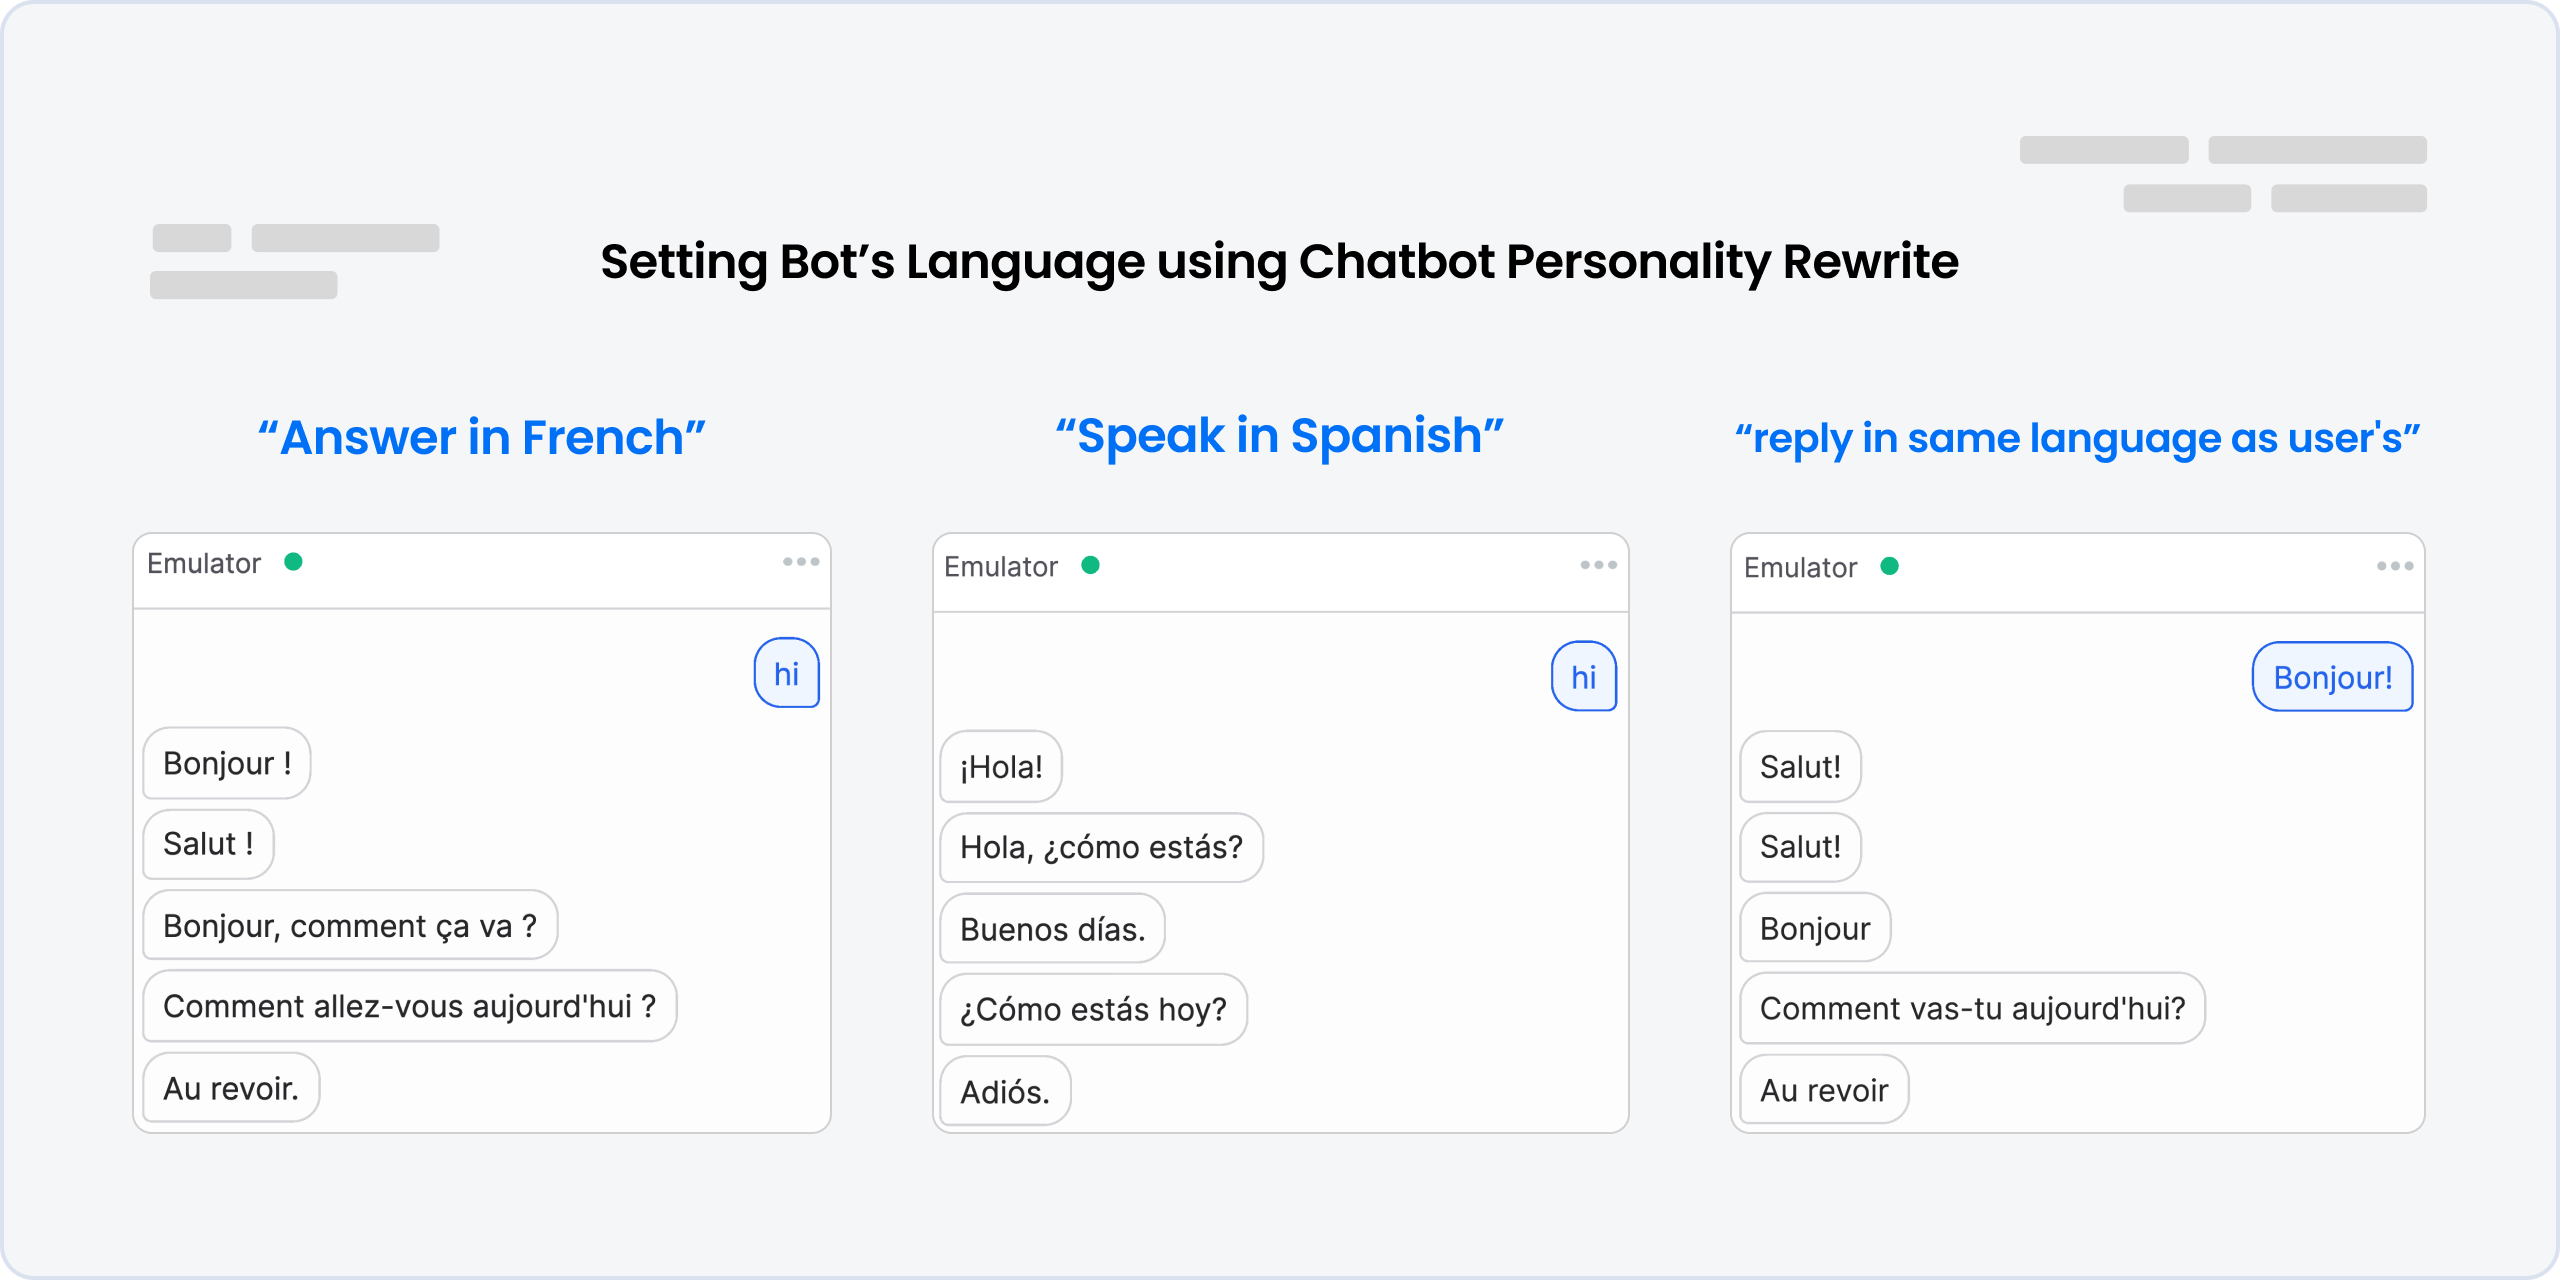 Setting Bot’s Language using Chatbot Personality Rewrite
“Answer in French”
Emulator
hi
Bonjour !
Salut !
Bonjour, comment ça va ?
Comment allez-vous aujourd'hui ?
Au revoir.
“Speak in Spanish”
Emulator
hi
¡Hola!
Hola, ¿cómo estás?
Buenos días.
¿Cómo estás hoy?
Adiós.
“reply in same language as user's”
Emulator
Bonjour!
Salut!
Salut!
Bonjour
Comment vas-tu aujourd'hui?
Au revoir